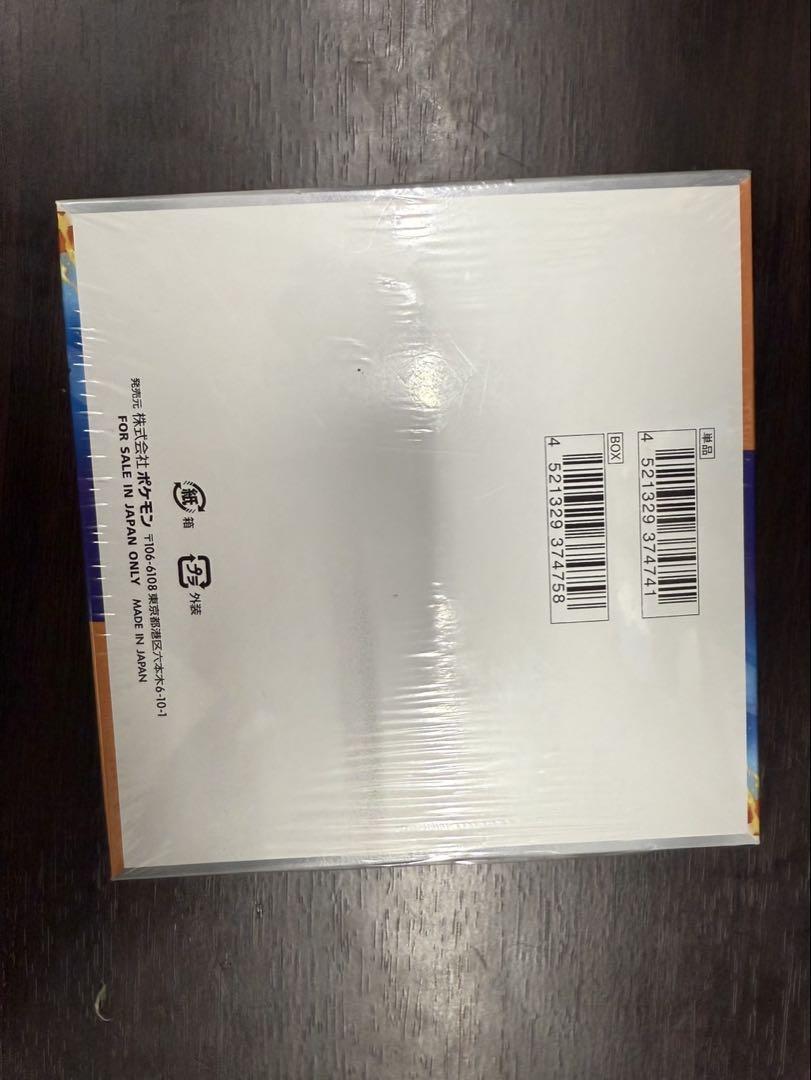 単品
4 521329 374741
BOX
4 521329 374758
紙 箱
プラ 外装
発売元 株式会社 ポケモン 〒106-6108 東京都港区六本木6-10-1
FOR SALE IN JAPAN ONLY MADE IN JAPAN